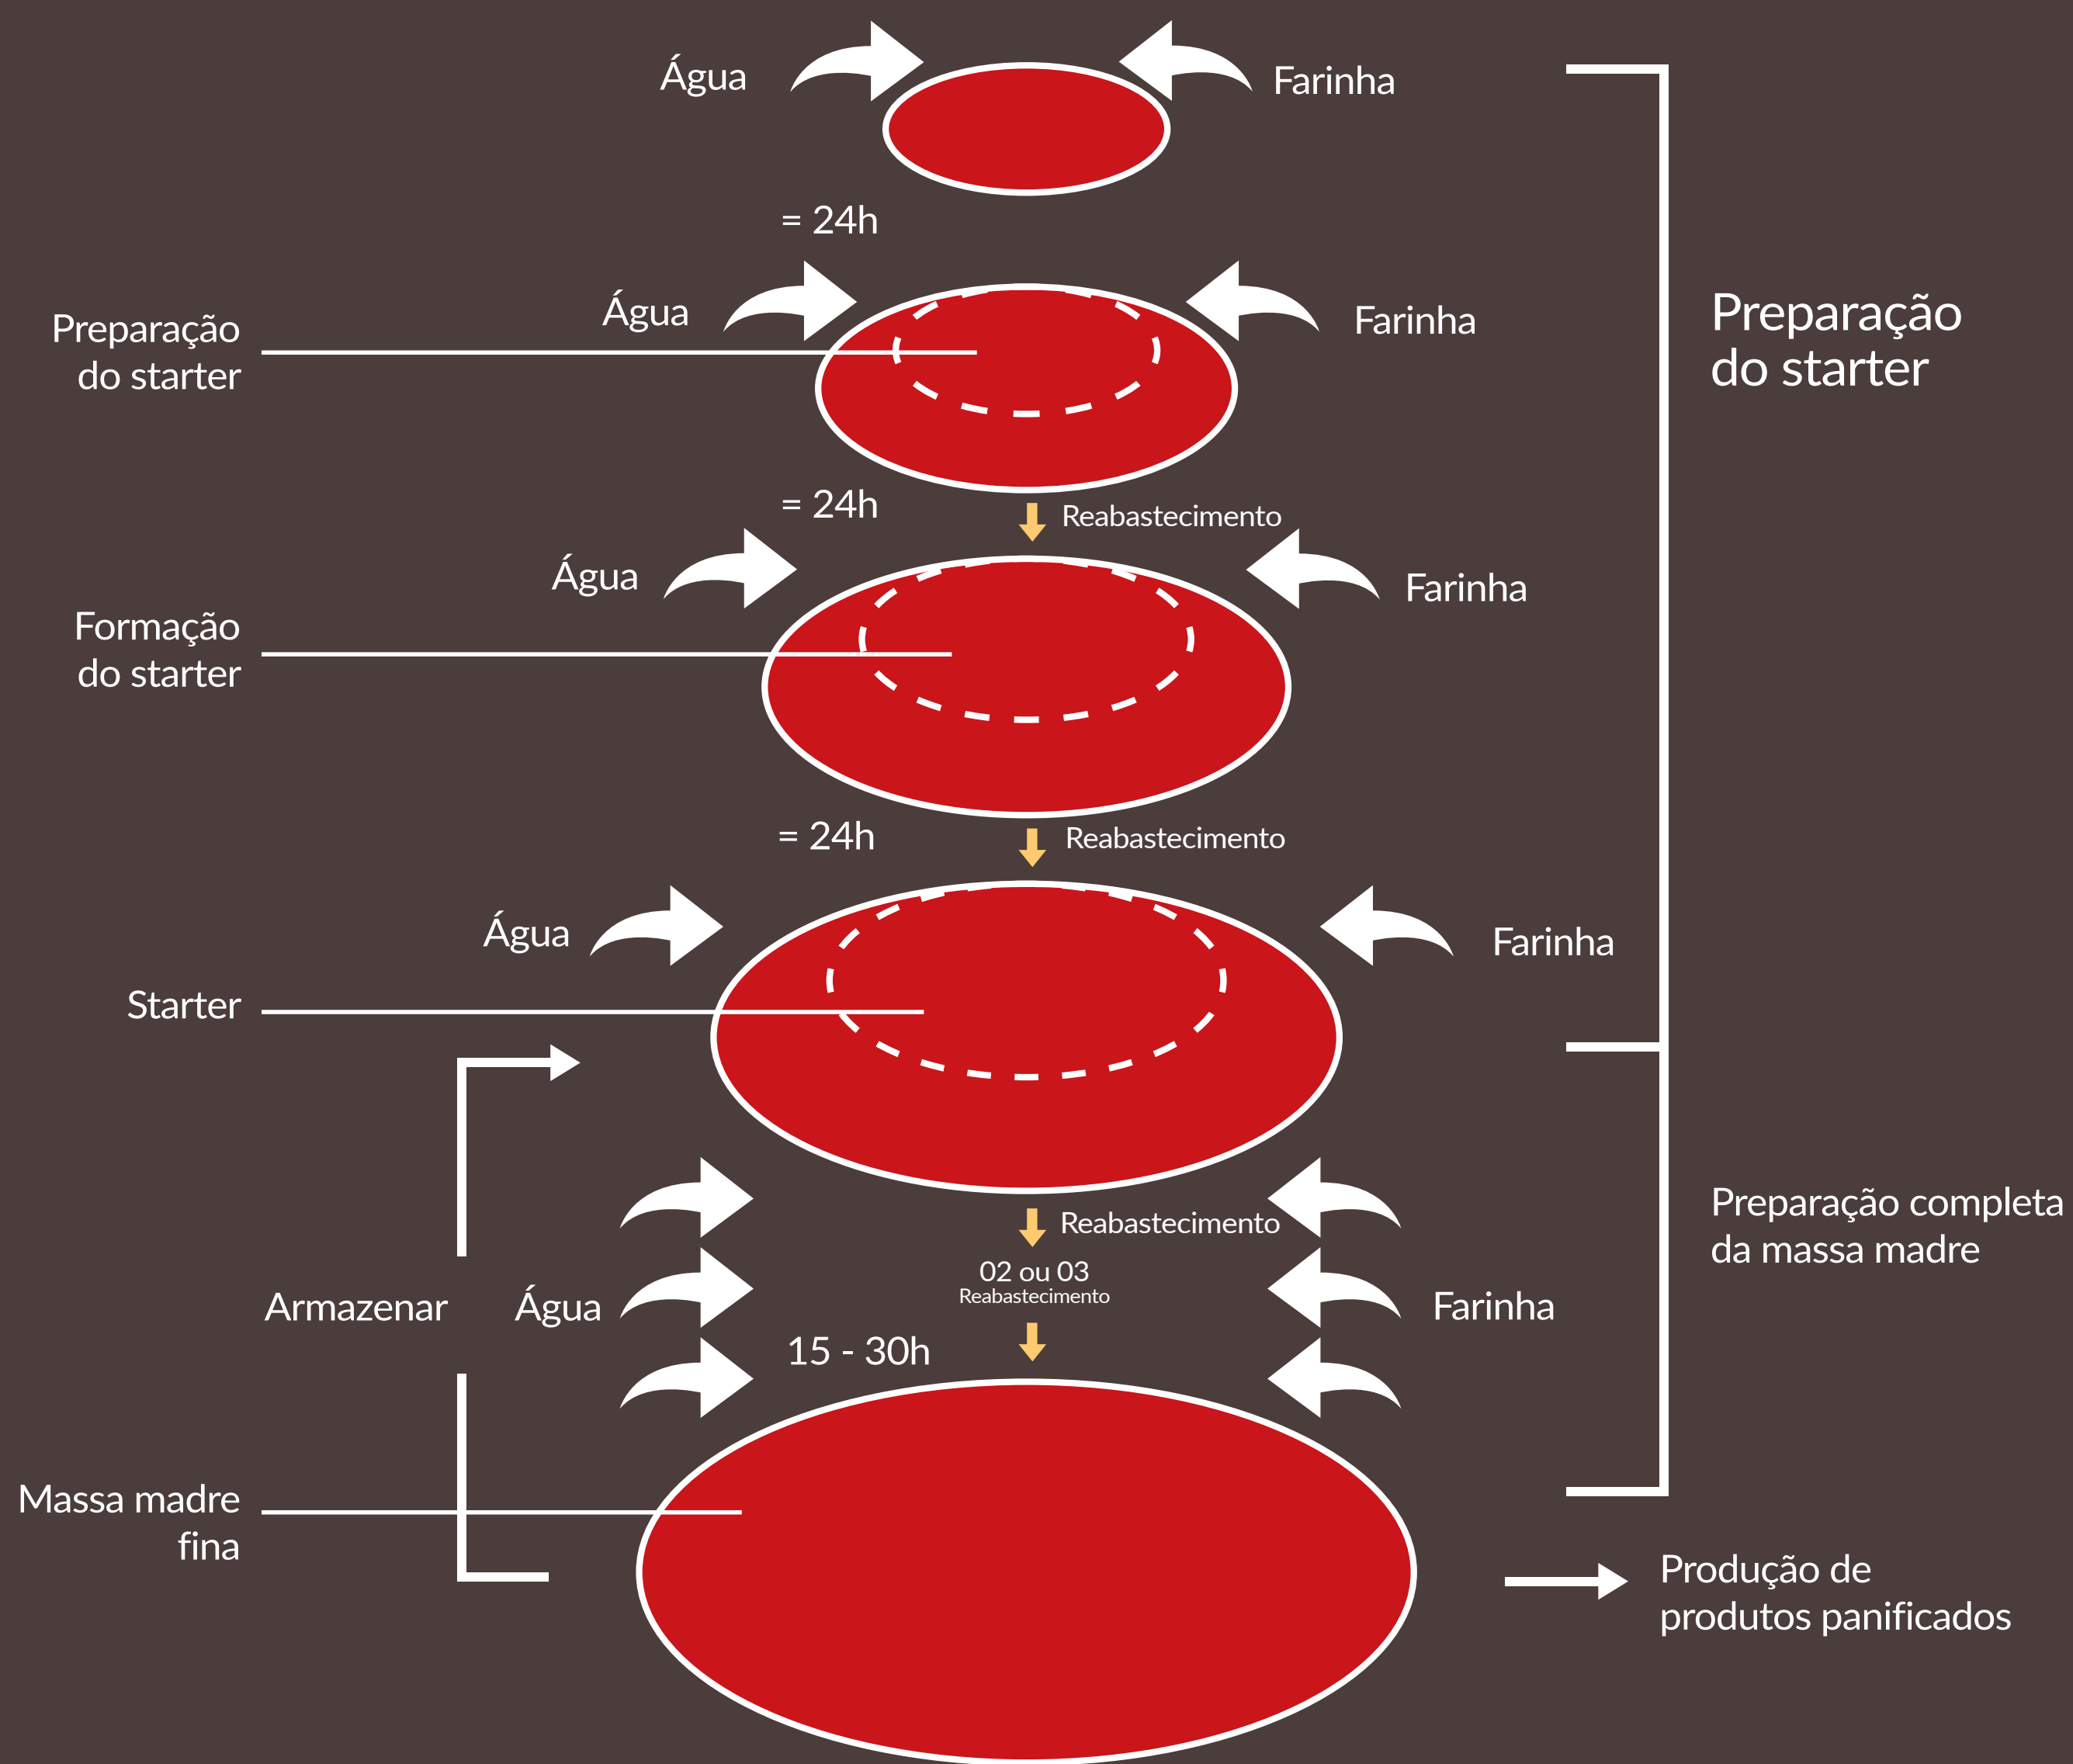 Água
Farinha
= 24h
Água
Farinha
Preparação
do starter
Preparação
do starter
= 24h
Reabastecimento
Água
Farinha
Formação
do starter
= 24h
Reabastecimento
Água
Farinha
Starter
Reabastecimento
02 ou 03
Reabastecimento
Preparação completa
da massa madre
Armazenar
Água
Farinha
15 - 30h
Massa madre
fina
Produção de
produtos panificados